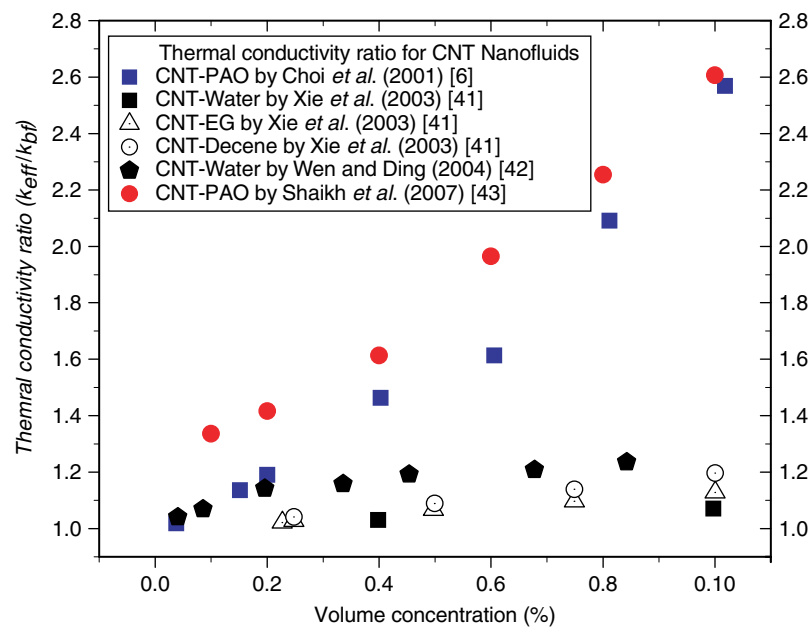 Thermal conductivity ratio for CNT Nanofluids
CNT-PAO by Choi et al. (2001) [6]
CNT-Water by Xie et al. (2003) [41]
CNT-EG by Xie et al. (2003) [41]
CNT-Decene by Xie et al. (2003) [41]
CNT-Water by Wen and Ding (2004) [42]
CNT-PAO by Shaikh et al. (2007) [43]
Themral conductivity ratio (keff/kbf)
2.8
2.6
2.4
2.2
2.0
1.8
1.6
1.4
1.2
1.0
2.8
2.6
2.4
2.2
2.0
1.8
1.6
1.4
1.2
1.0
0.0 0.2 0.4 0.6 0.8 0.10
Volume concentration (%)